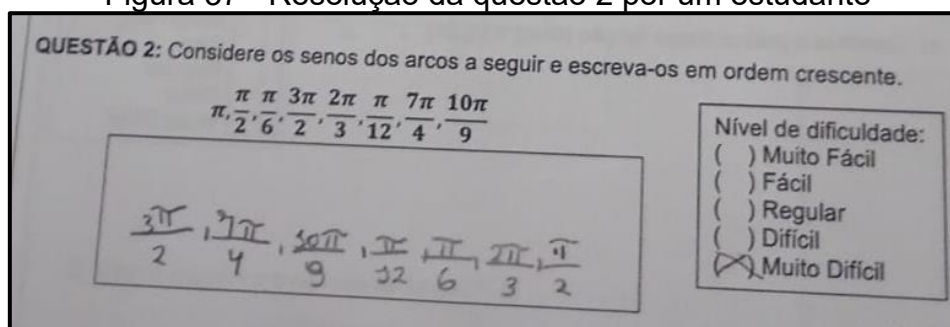 Figura 37 - Resolução da questão 2 por um estudante
QUESTÃO 2: Considere os senos dos arcos a seguir e escreva-os em ordem crescente.
π, π/2, π/6, 3π/2, 2π/3, π/12, 7π/4, 10π/9
Nível de dificuldade:
( ) Muito Fácil
( ) Fácil
( ) Regular
( ) Difícil
(X) Muito Difícil
3π/2, 7π/4, 10π/9, π/12, π/6, 2π/3, π/2